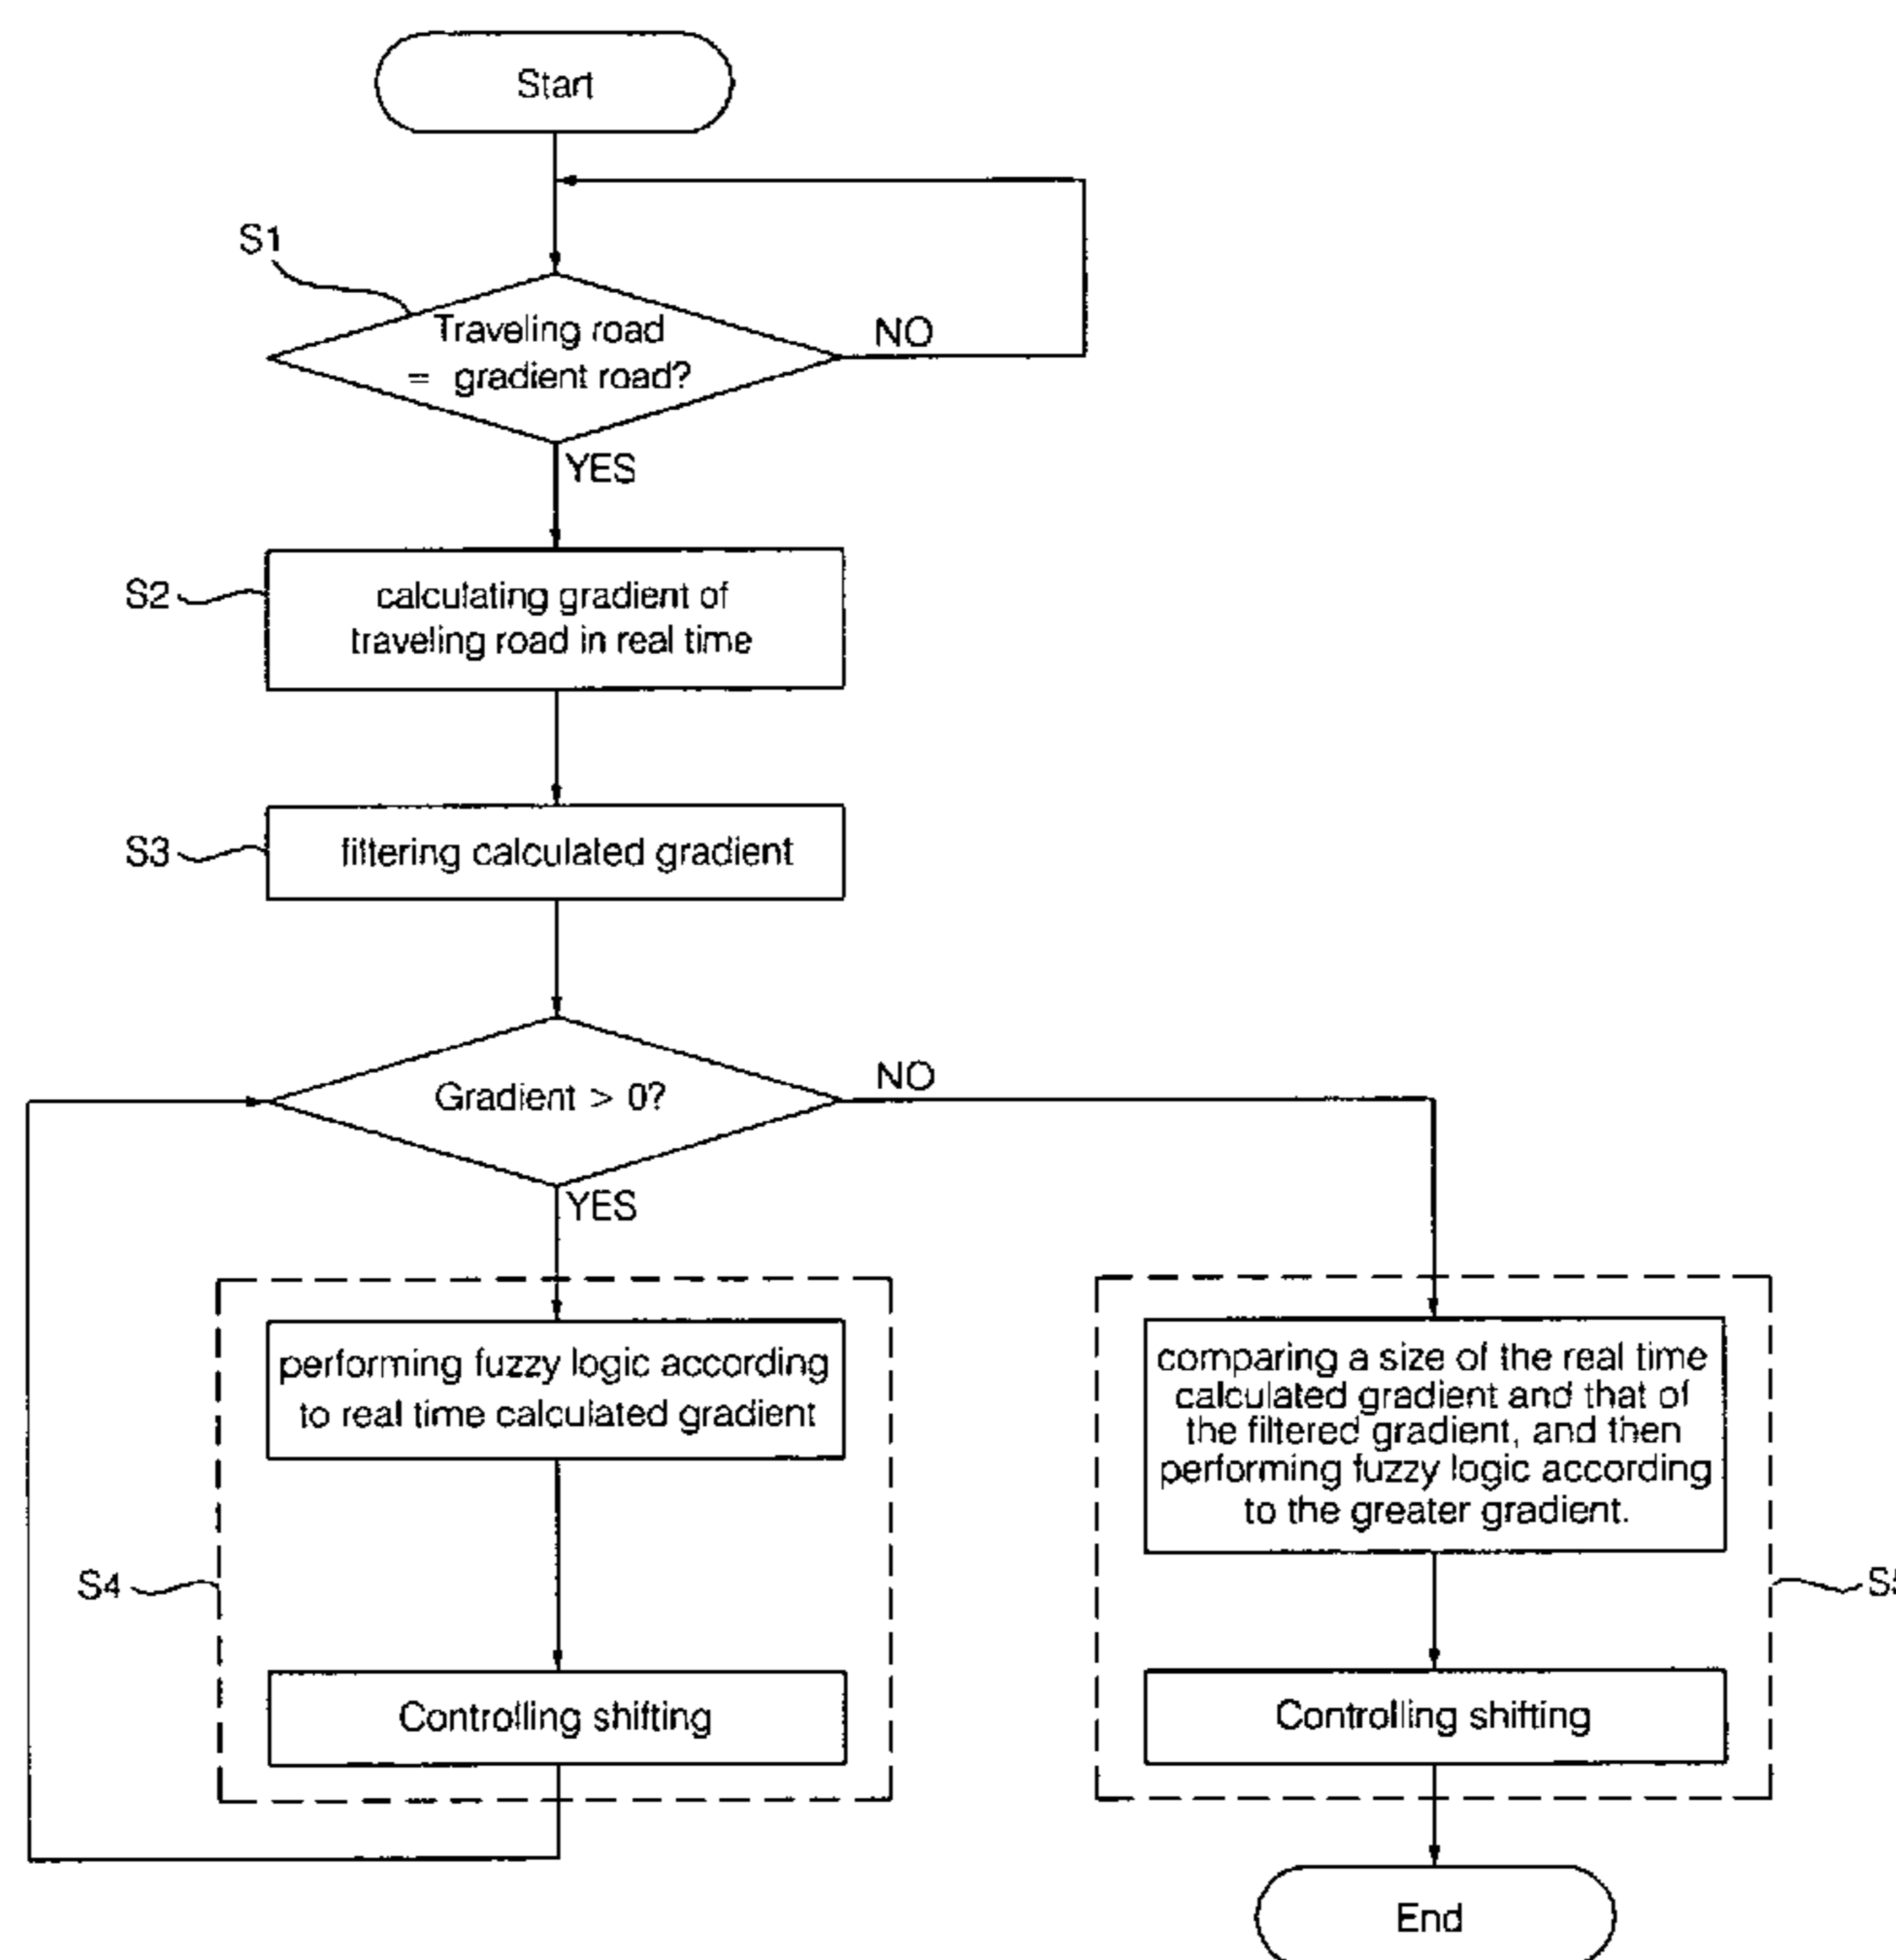 Start
S1
Traveling road
= gradient road?
NO
YES
S2
calculating gradient of
traveling road in real time
S3
filtering calculated gradient
Gradient > 0?
NO
YES
performing fuzzy logic according
to real time calculated gradient
comparing a size of the real time
calculated gradient and that of
the filtered gradient, and then
performing fuzzy logic according
to the greater gradient.
S4
S5
Controlling shifting
Controlling shifting
End